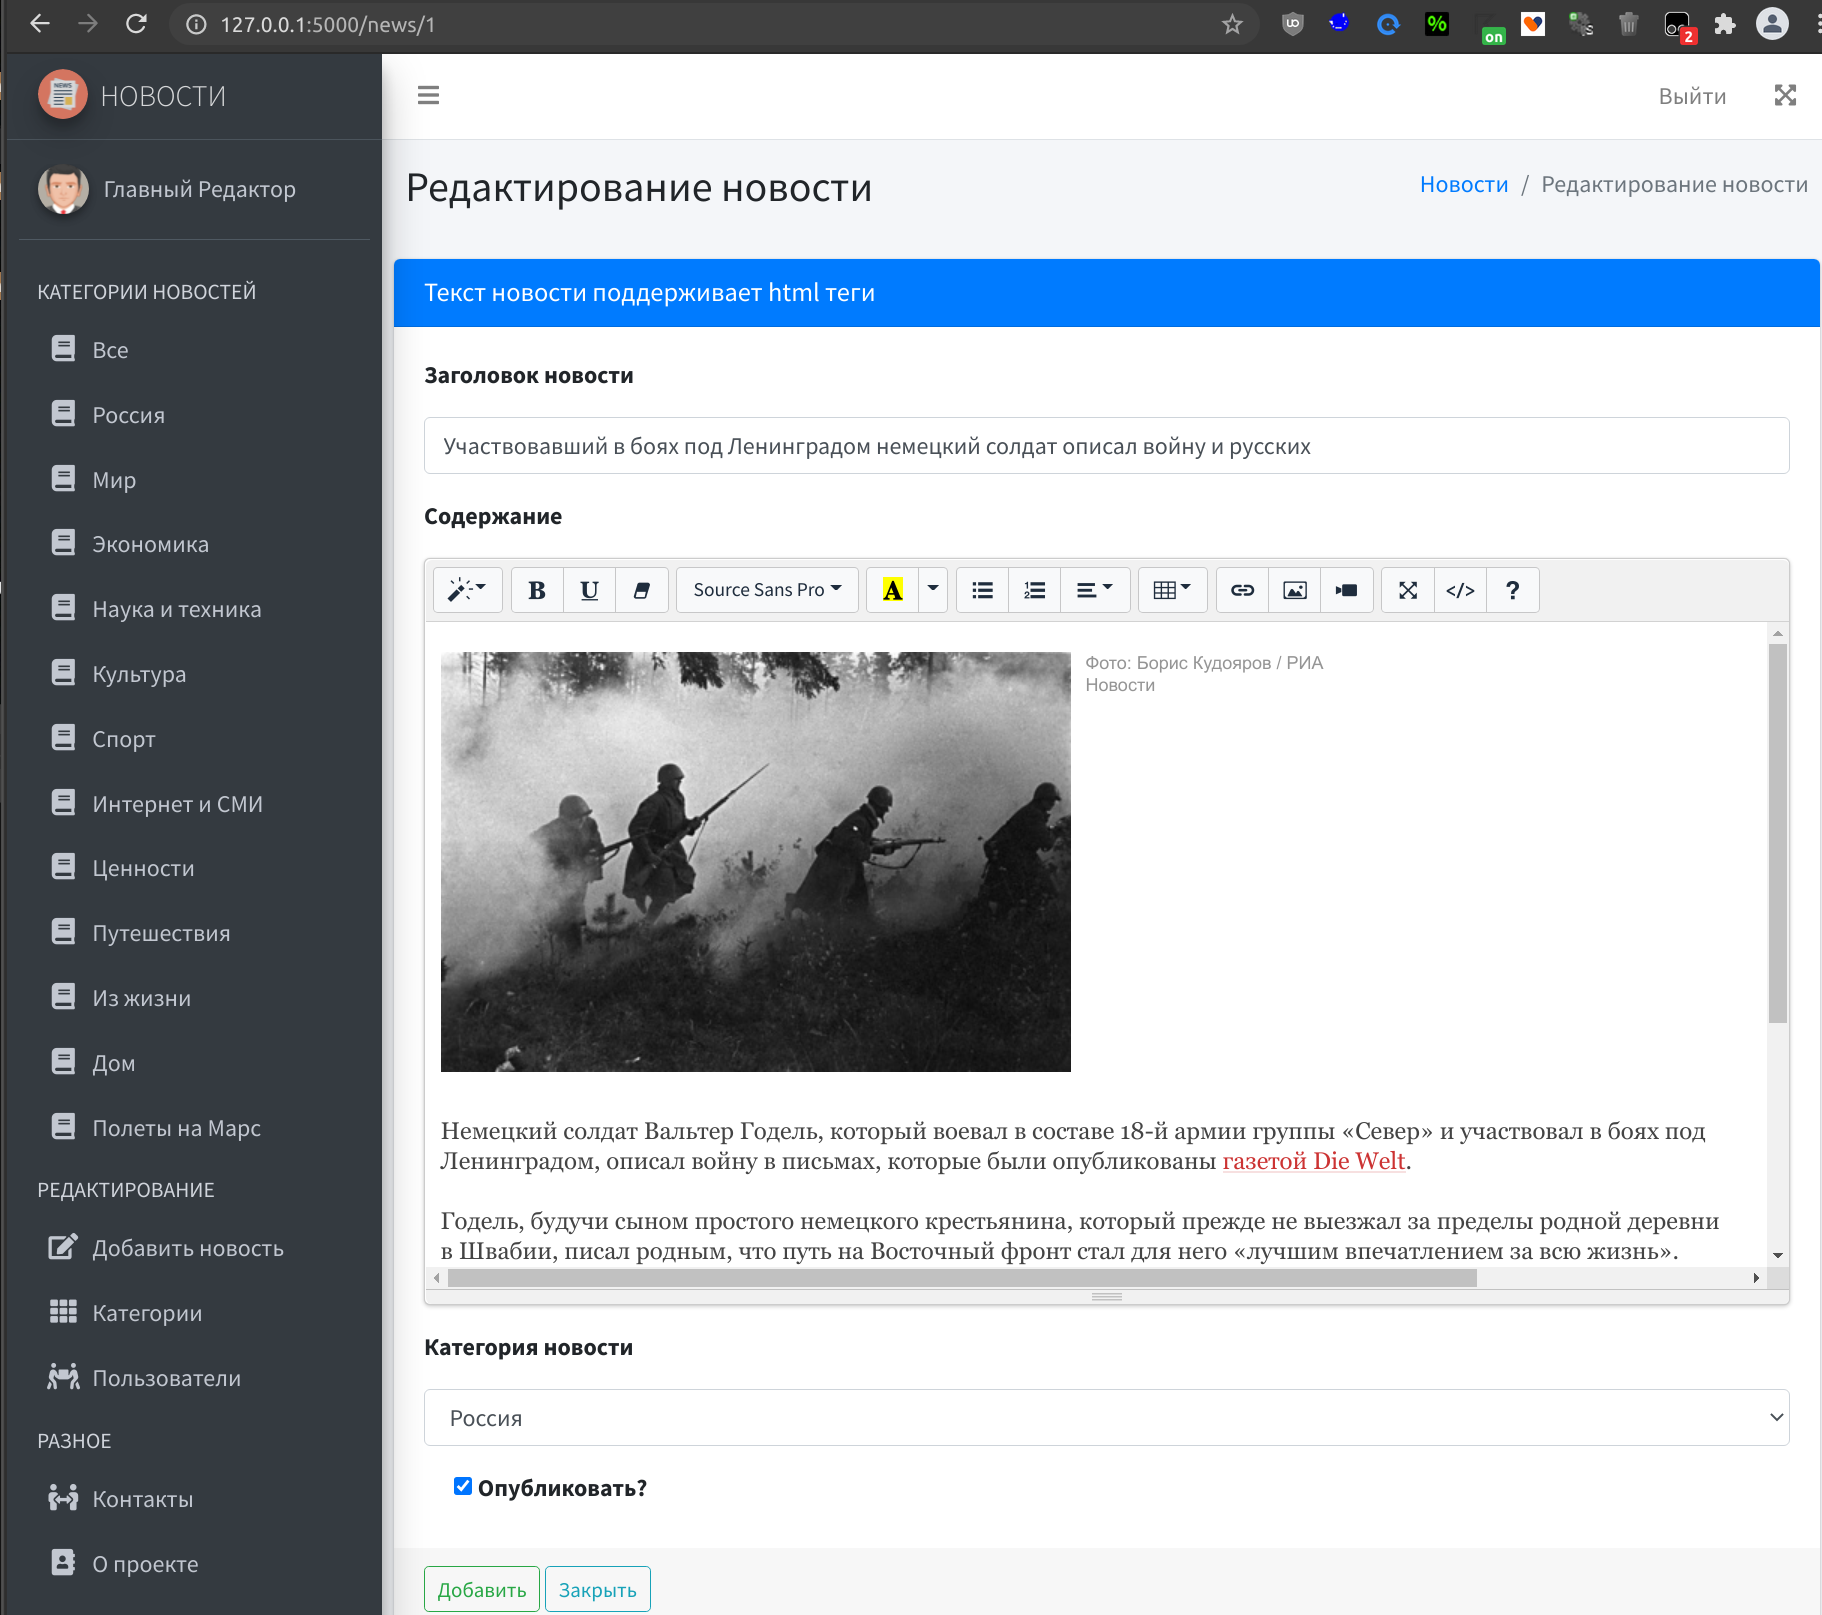 127.0.0.1:5000/news/1
on
2
НОВОСТИ
Выйти
Главный Редактор
Редактирование новости
Новости / Редактирование новости
КАТЕГОРИИ НОВОСТЕЙ
Все
Россия
Мир
Экономика
Наука и техника
Культура
Спорт
Интернет и СМИ
Ценности
Путешествия
Из жизни
Дом
Полеты на Марс
РЕДАКТИРОВАНИЕ
Добавить новость
Категории
Пользователи
РАЗНОЕ
Контакты
О проекте
Текст новости поддерживает html теги
Заголовок новости
Участвовавший в боях под Ленинградом немецкий солдат описал войну и русских
Содержание
B U Source Sans Pro A </> ?
Фото: Борис Кудояров / РИА
Новости
Немецкий солдат Вальтер Годель, который воевал в составе 18-й армии группы «Север» и участвовал в боях под
Ленинградом, описал войну в письмах, которые были опубликованы газетой Die Welt.
Годель, будучи сыном простого немецкого крестьянина, который прежде не выезжал за пределы родной деревни
в Швабии, писал родным, что путь на Восточный фронт стал для него «лучшим впечатлением за всю жизнь».
Категория новости
Россия
Опубликовать?
Добавить Закрыть